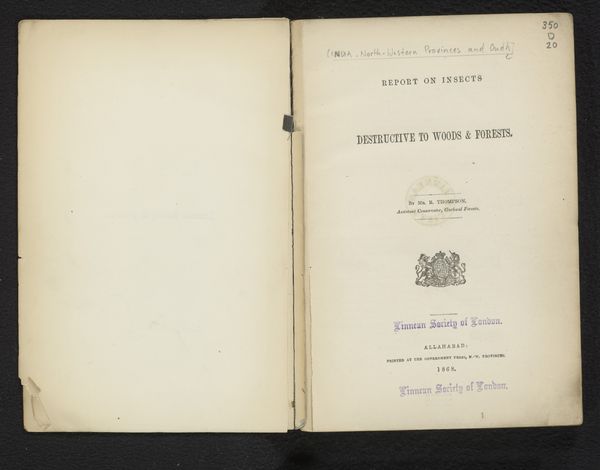 350
D
20
[INDIA. North-Western Provinces and Oudh]
REPORT ON INSECTS
DESTRUCTIVE TO WOODS & FORESTS.
BY MR. R. THOMPSON,
Assistant Conservator, Gurhwal Forests.
Linnean Society of London.
ALLAHABAD:
PRINTED AT THE GOVERNMENT PRESS, N.-W. PROVINCES.
1868.
Linnean Society of London.
1